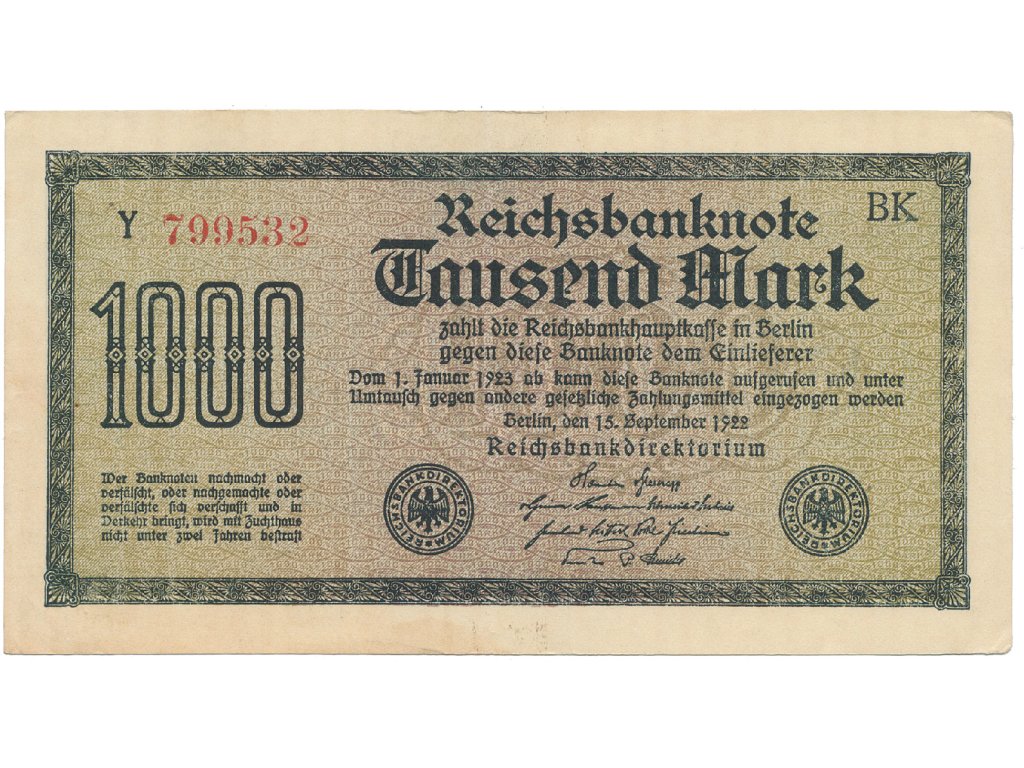 Reichsbanknote
BK
Y 799532
Tausend Mark
1000
zahlt die Reichsbankhauptkasse in Berlin
gegen diese Banknote dem Einlieferer
Vom 1. Januar 1923 ab kann diese Banknote aufgerufen und unter
Umtausch gegen andere gesetzliche Zahlungsmittel eingezogen werden
Berlin, den 15. September 1922
Reichsbankdirektorium
Wer Banknoten nachmacht oder
verfälscht, oder nachgemachte oder
verfälschte sich verschafft und in
Verkehr bringt, wird mit Zuchthaus
nicht unter zwei Jahren bestraft
REICHSBANKDIREKTORIUM
REICHSBANKDIREKTORIUM